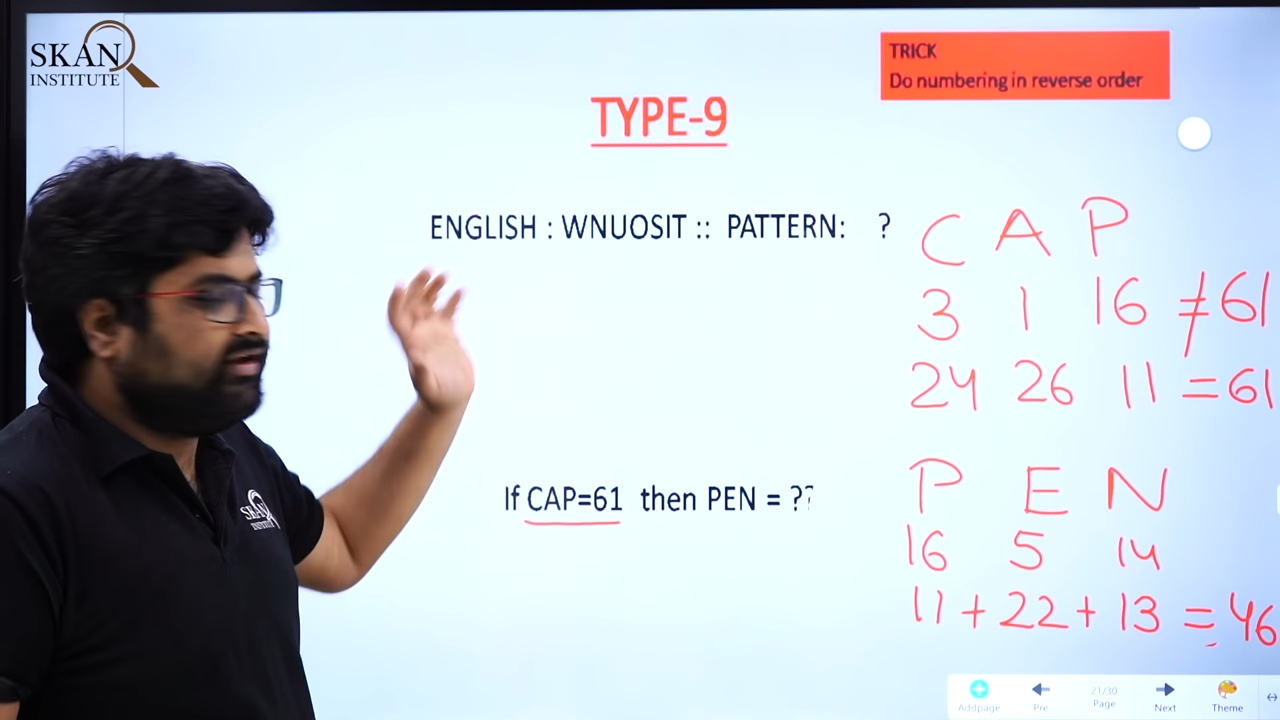 SKAN
INSTITUTE
TRICK
Do numbering in reverse order
TYPE-9
ENGLISH : WNUOSIT :: PATTERN: ?
C A P
3 1 16 ≠61
24 26 11 =61
If CAP=61 then PEN = ??
P E N
16 5 14
11+22+13=46
SKAN
INSTITUTE
Addpage
Pre
21/30
Page
Next
Theme